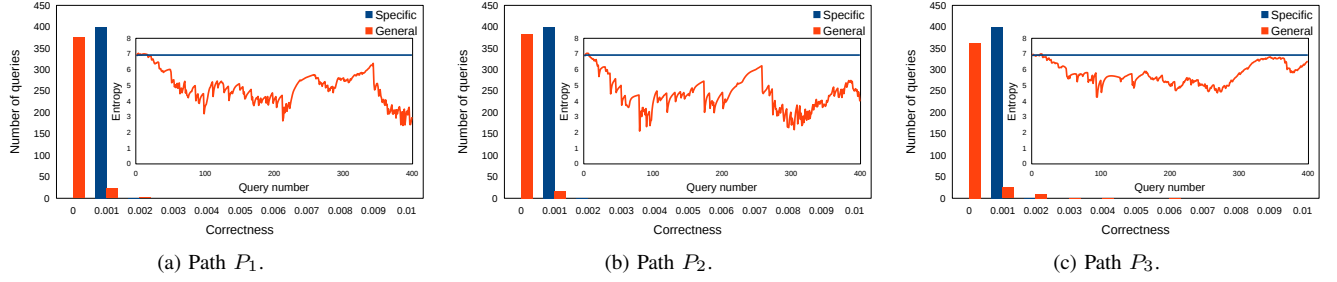 450
400
350
300
250
200
150
100
50
0
Number of queries
Specific
General
8
7
6
5
4
3
2
1
0
Entropy
0 100 200 300 400
Query number
0 0.001 0.002 0.003 0.004 0.005 0.006 0.007 0.008 0.009 0.01
Correctness
(a) Path P1.
450
400
350
300
250
200
150
100
50
0
Number of queries
Specific
General
8
7
6
5
4
3
2
1
0
Entropy
0 100 200 300 400
Query number
0 0.001 0.002 0.003 0.004 0.005 0.006 0.007 0.008 0.009 0.01
Correctness
(b) Path P2.
450
400
350
300
250
200
150
100
50
0
Number of queries
Specific
General
8
7
6
5
4
3
2
1
0
Entropy
0 100 200 300 400
Query number
0 0.001 0.002 0.003 0.004 0.005 0.006 0.007 0.008 0.009 0.01
Correctness
(c) Path P3.